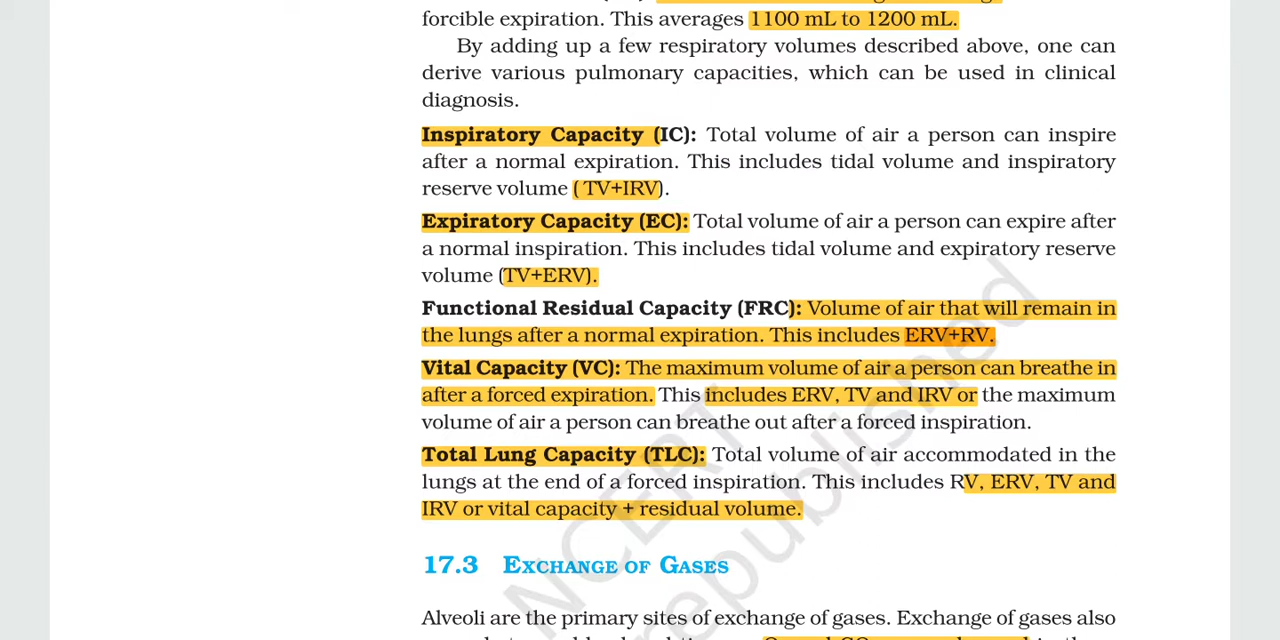 forcible expiration. This averages 1100 mL to 1200 mL.
By adding up a few respiratory volumes described above, one can
derive various pulmonary capacities, which can be used in clinical
diagnosis.
Inspiratory Capacity (IC): Total volume of air a person can inspire
after a normal expiration. This includes tidal volume and inspiratory
reserve volume ( TV+IRV).
Expiratory Capacity (EC): Total volume of air a person can expire after
a normal inspiration. This includes tidal volume and expiratory reserve
volume (TV+ERV).
Functional Residual Capacity (FRC): Volume of air that will remain in
the lungs after a normal expiration. This includes ERV+RV.
Vital Capacity (VC): The maximum volume of air a person can breathe in
after a forced expiration. This includes ERV, TV and IRV or the maximum
volume of air a person can breathe out after a forced inspiration.
Total Lung Capacity (TLC): Total volume of air accommodated in the
lungs at the end of a forced inspiration. This includes RV, ERV, TV and
IRV or vital capacity + residual volume.
17.3 EXCHANGE OF GASES
Alveoli are the primary sites of exchange of gases. Exchange of gases also
NCERT
republished